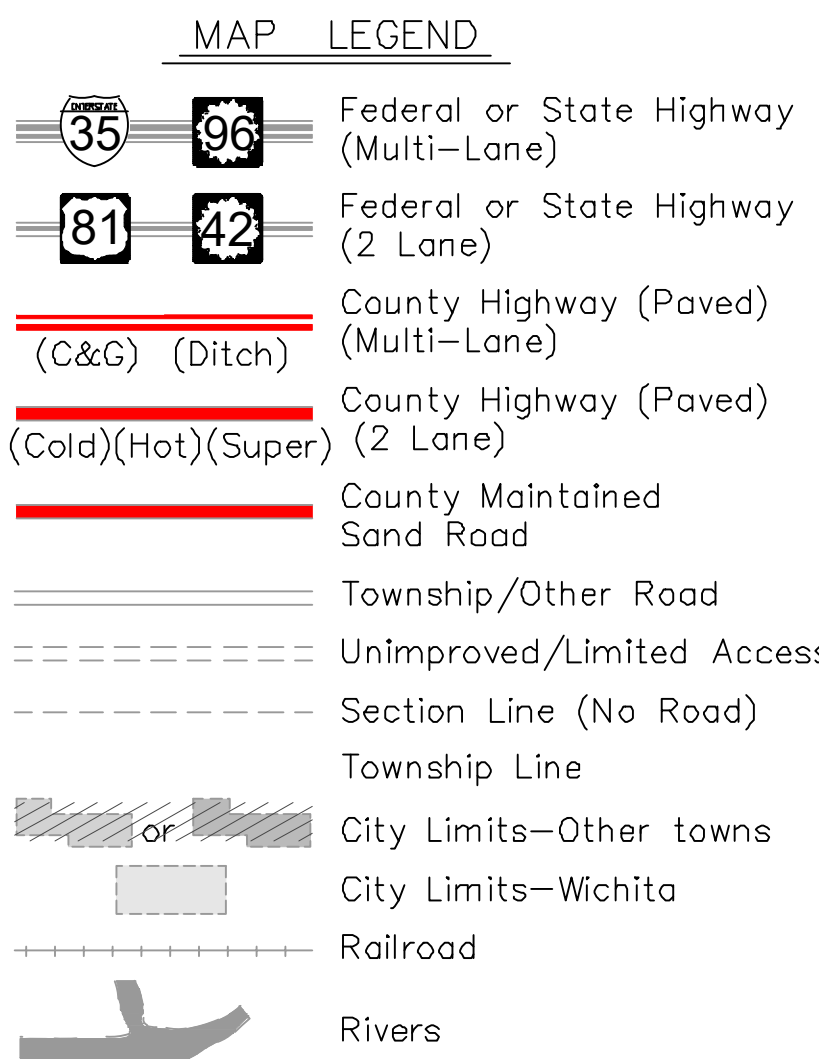 MAP LEGEND
INTERSTATE
35 96 Federal or State Highway
(Multi-Lane)
81 42 Federal or State Highway
(2 Lane)
County Highway (Paved)
(C&G) (Ditch) (Multi-Lane)
County Highway (Paved)
(Cold)(Hot)(Super) (2 Lane)
County Maintained
Sand Road
Township/Other Road
Unimproved/Limited Access
Section Line (No Road)
Township Line
or City Limits-Other towns
City Limits-Wichita
Railroad
Rivers